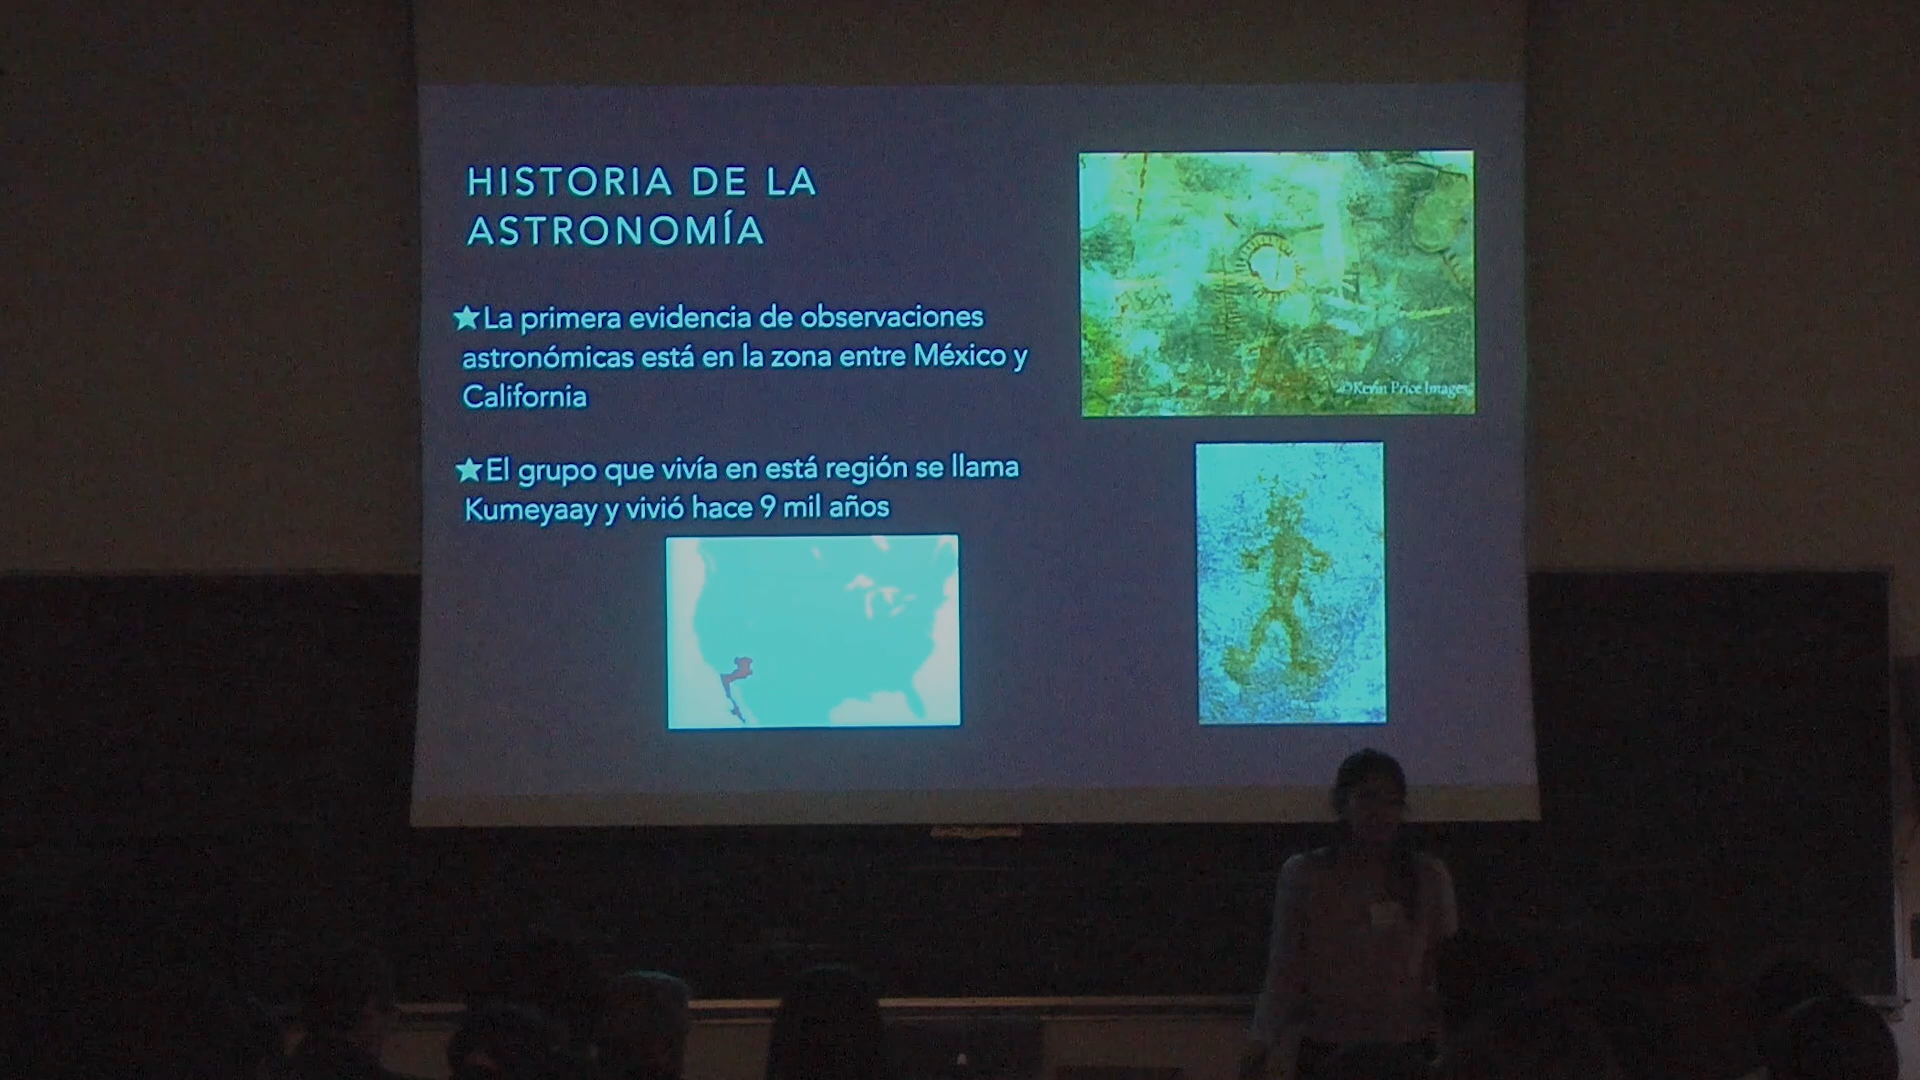 HISTORIA DE LA
ASTRONOMÍA
La primera evidencia de observaciones
astronómicas está en la zona entre México y
California
El grupo que vivía en está región se llama
Kumeyaay y vivió hace 9 mil años
©Kevin Price Images